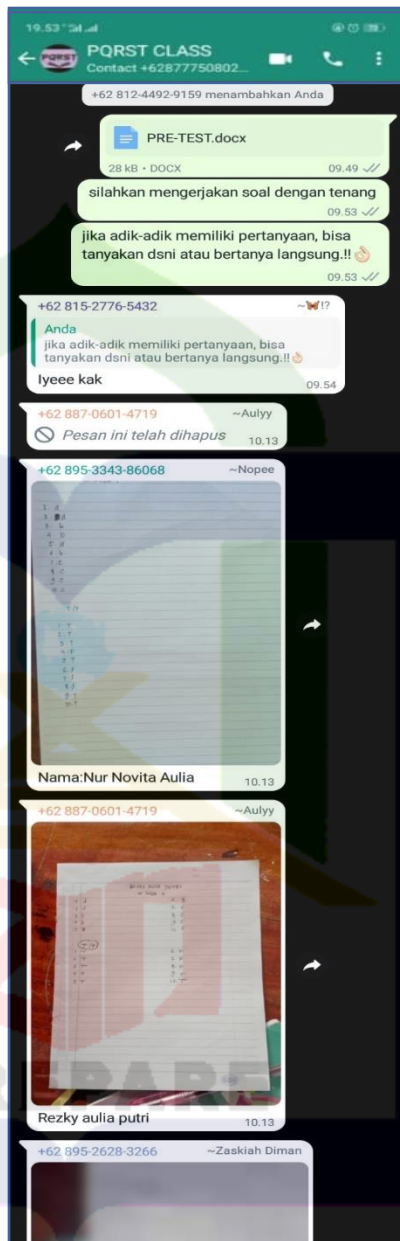 19.53
PQRST CLASS
Contact +62877750802...
+62 812-4492-9159 menambahkan Anda
PRE-TEST.docx
28 kB • DOCX 09.49
silahkan mengerjakan soal dengan tenang
09.53
jika adik-adik memiliki pertanyaan, bisa
tanyakan dsni atau bertanya langsung.!!👌🏻
09.53
+62 815-2776-5432 ~🦋!?
Anda
jika adik-adik memiliki pertanyaan, bisa
tanyakan dsni atau bertanya langsung.!!👌🏻
Iyeee kak 09.54
+62 887-0601-4719 ~Aulyy
Pesan ini telah dihapus 10.13
+62 895-3343-86068 ~Nopee
Nama:Nur Novita Aulia 10.13
+62 887-0601-4719 ~Aulyy
Rezky aulia putri 10.13
+62 895-2628-3266 ~Zaskiah Diman